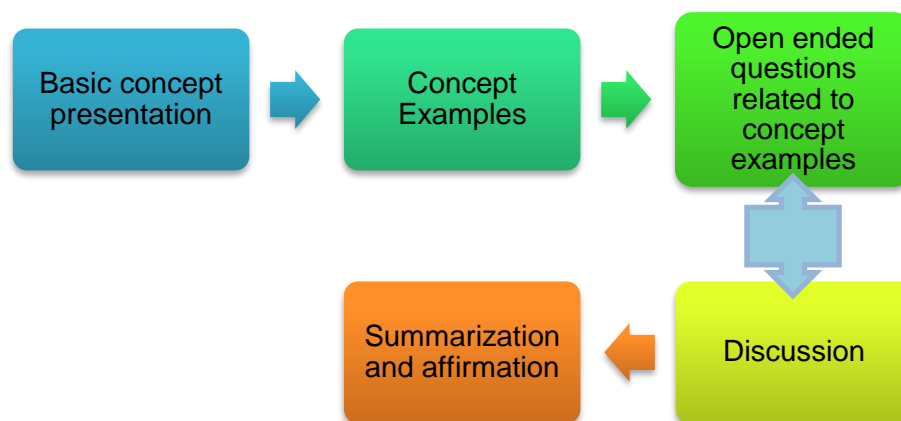 Basic concept
presentation
Concept
Examples
Open ended
questions
related to
concept
examples
Discussion
Summarization
and affirmation